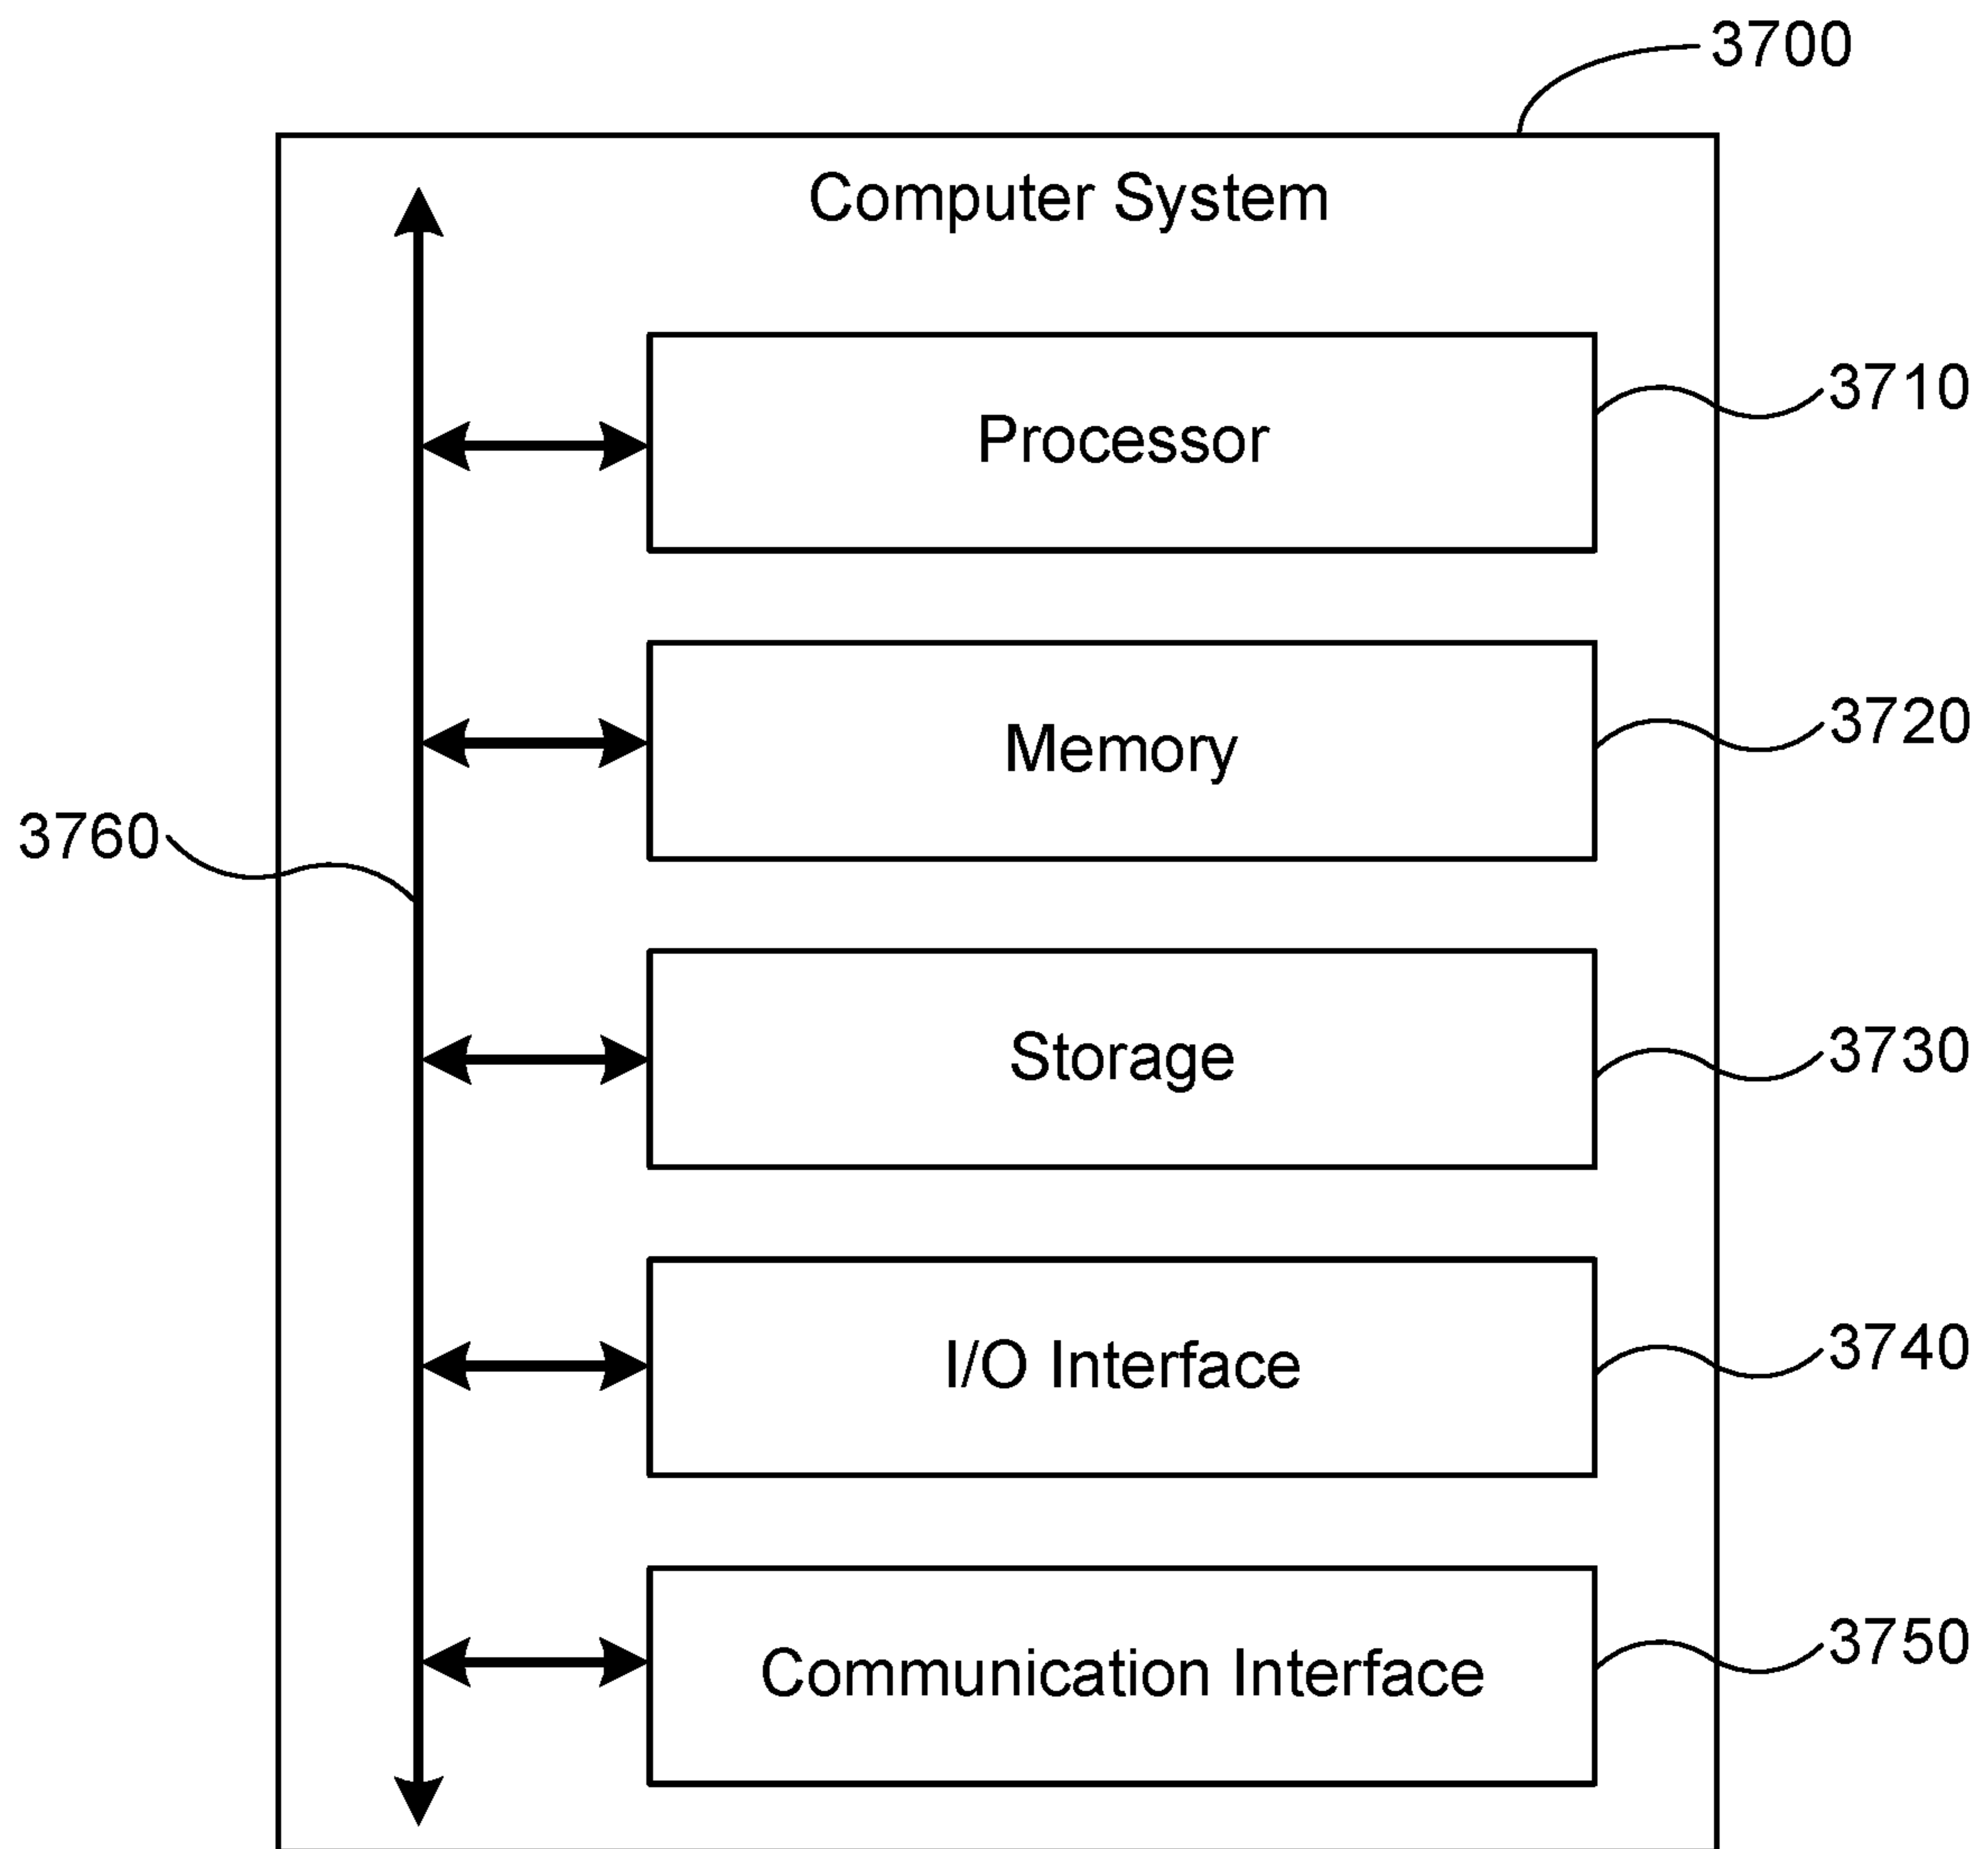 3700
Computer System
3710
Processor
3720
Memory
3760
3730
Storage
3740
I/O Interface
3750
Communication Interface